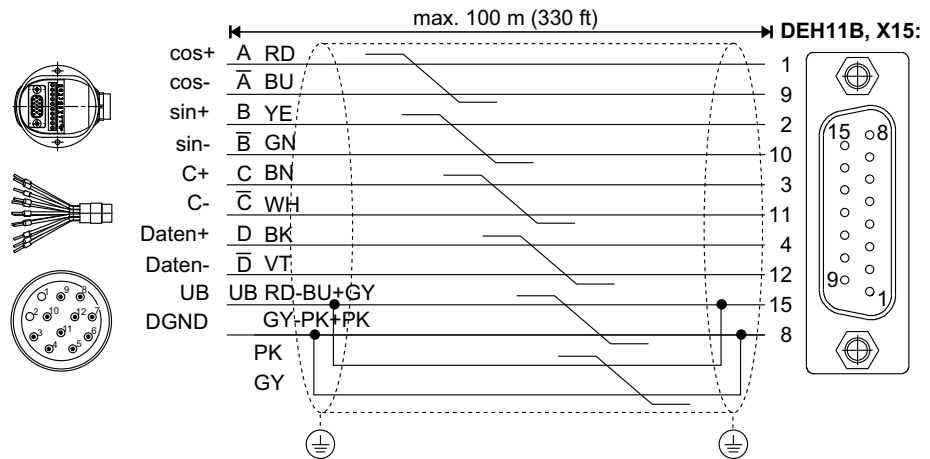 max. 100 m (330 ft)
DEH11B, X15:
cos+ A RD 1
cos- A̅ BU 9
sin+ B YE 2
sin- B̅ GN 10
C+ C BN 3
C- C̅ WH 11
Daten+ D BK 4
Daten- D̅ VT 12
UB UB RD-BU+GY 15
DGND GY-PK+PK 8
PK
GY
15 8
9 1
1 9 8
2 10 12 7
3 11 6
4 5